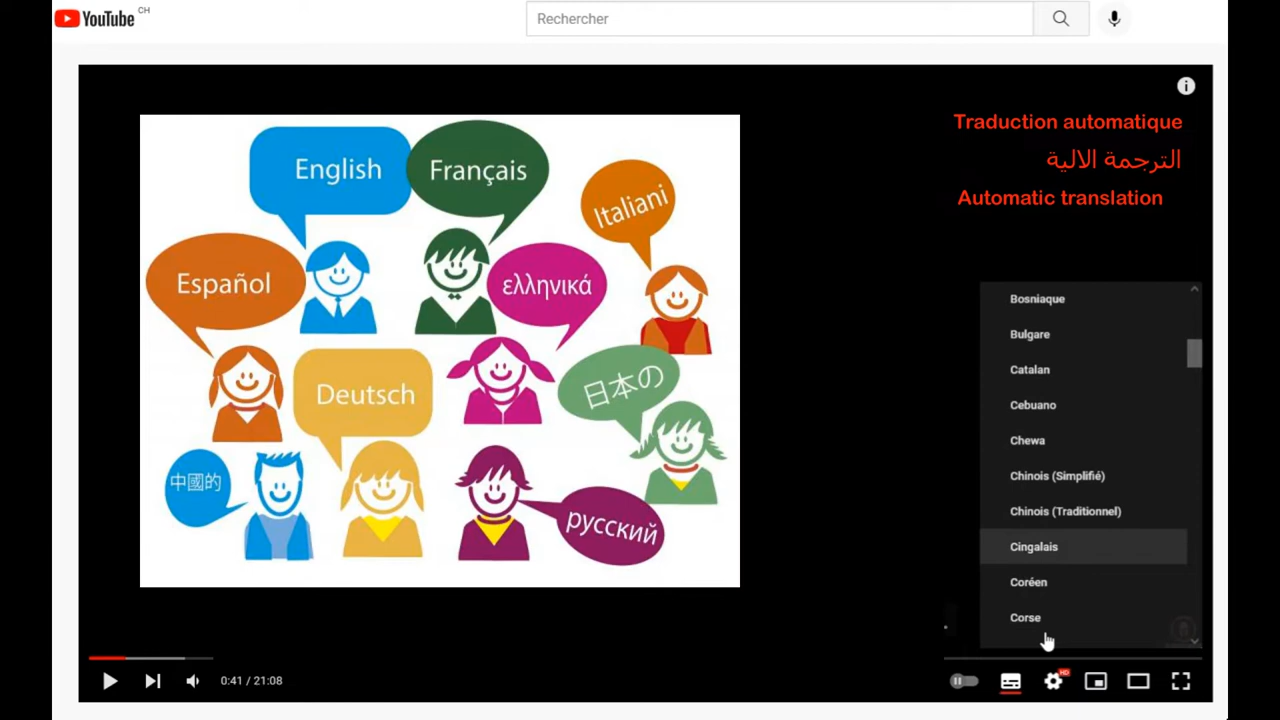 YouTube CH
Rechercher
Traduction automatique
الترجمة الالية
Automatic translation
English
Français
Italiani
Español
ελληνικά
Deutsch
日本の
中國的
русский
Bosniaque
Bulgare
Catalan
Cebuano
Chewa
Chinois (Simplifié)
Chinois (Traditionnel)
Cingalais
Coréen
Corse
0:41 / 21:08
HD